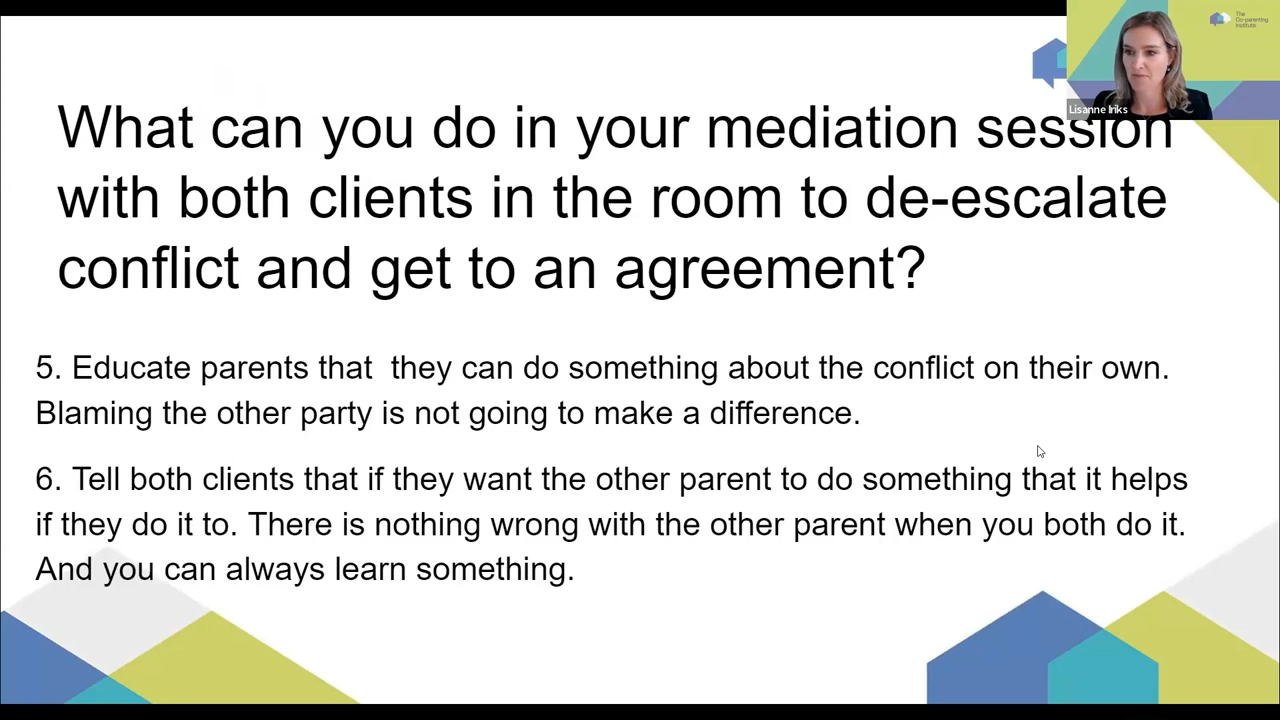 The
Co-parenting
Institute
Lisanne Iriks
What can you do in your mediation session
with both clients in the room to de-escalate
conflict and get to an agreement?
5. Educate parents that  they can do something about the conflict on their own.
Blaming the other party is not going to make a difference.
6. Tell both clients that if they want the other parent to do something that it helps
if they do it to. There is nothing wrong with the other parent when you both do it.
And you can always learn something.